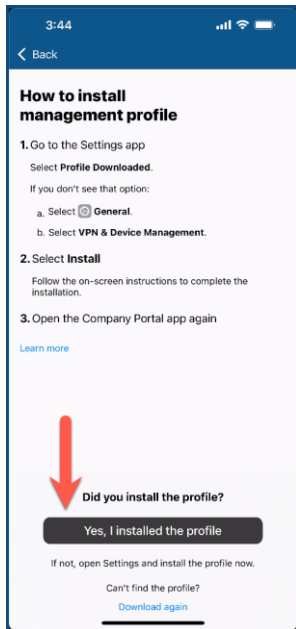 3:44
Back
How to install
management profile
1. Go to the Settings app
Select Profile Downloaded.
If you don't see that option:
a. Select General.
b. Select VPN & Device Management.
2. Select Install
Follow the on-screen instructions to complete the
installation.
3. Open the Company Portal app again
Learn more
Did you install the profile?
Yes, I installed the profile
If not, open Settings and install the profile now.
Can't find the profile?
Download again